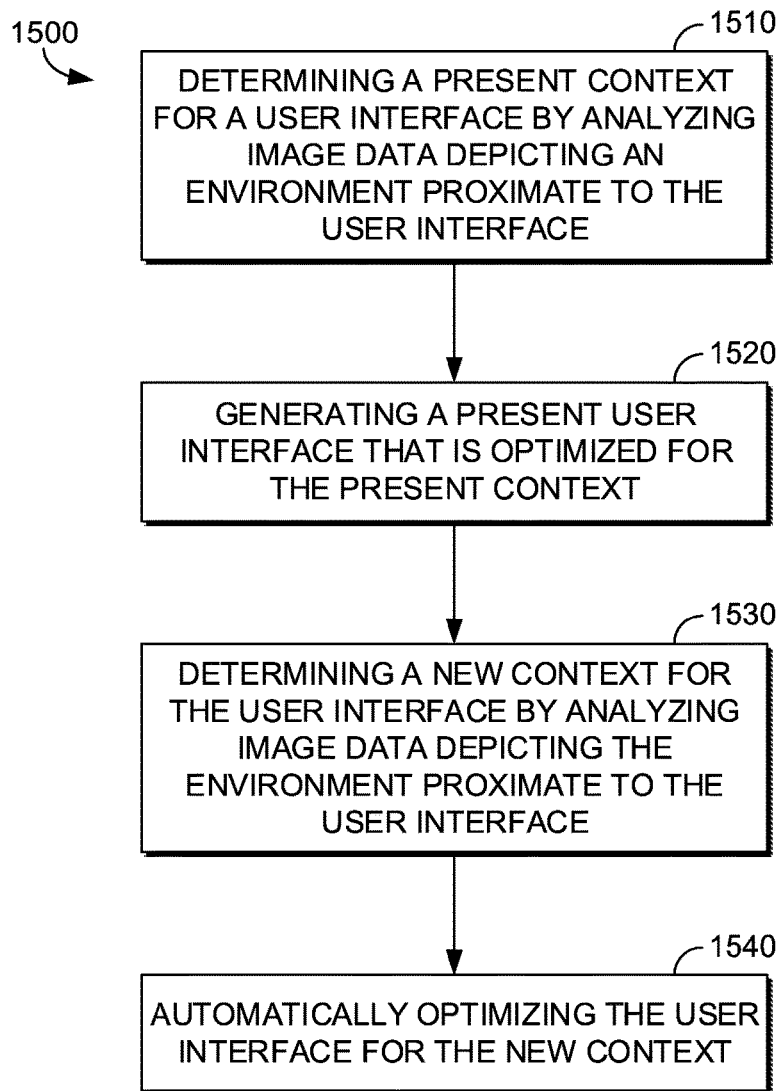 1500
1510
DETERMINING A PRESENT CONTEXT
FOR A USER INTERFACE BY ANALYZING
IMAGE DATA DEPICTING AN
ENVIRONMENT PROXIMATE TO THE
USER INTERFACE
1520
GENERATING A PRESENT USER
INTERFACE THAT IS OPTIMIZED FOR
THE PRESENT CONTEXT
1530
DETERMINING A NEW CONTEXT FOR
THE USER INTERFACE BY ANALYZING
IMAGE DATA DEPICTING THE
ENVIRONMENT PROXIMATE TO THE
USER INTERFACE
1540
AUTOMATICALLY OPTIMIZING THE USER
INTERFACE FOR THE NEW CONTEXT